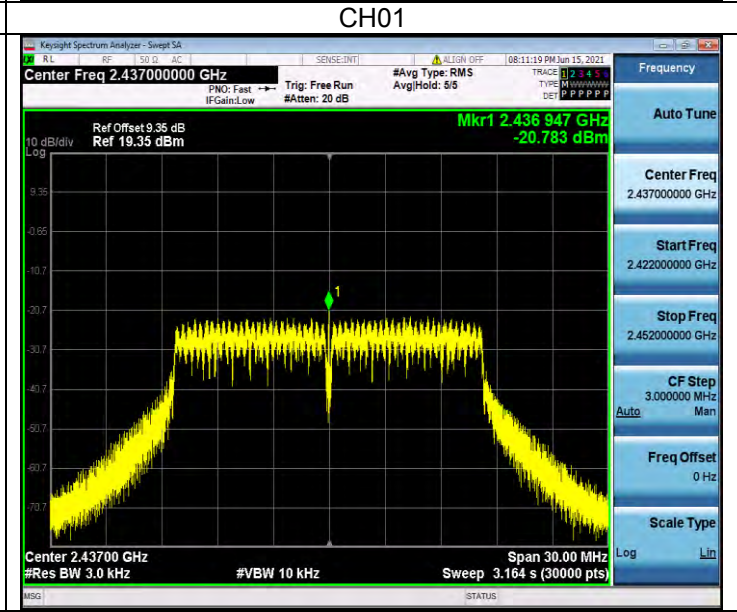 CH01
Keysight Spectrum Analyzer - Swept SA
RL RF 50 Ω AC SENSE:INT ALIGN OFF 08:11:19 PM Jun 15, 2021
Center Freq 2.437000000 GHz
PNO: Fast
IFGain:Low
Trig: Free Run
#Atten: 20 dB
#Avg Type: RMS
Avg|Hold: 5/5
TRACE 1 2 3 4 5 6
TYPE M WWWWW
DET P P P P P P
Ref Offset 9.35 dB
10 dB/div Ref 19.35 dBm
Log
Mkr1 2.436 947 GHz
-20.783 dBm
9.35
-0.65
-10.7
-20.7
-30.7
-40.7
-50.7
-60.7
-70.7
1
Center 2.43700 GHz Span 30.00 MHz
#Res BW 3.0 kHz #VBW 10 kHz Sweep 3.164 s (30000 pts)
MSG STATUS
Frequency
Auto Tune
Center Freq
2.437000000 GHz
Start Freq
2.422000000 GHz
Stop Freq
2.452000000 GHz
CF Step
3.000000 MHz
Auto Man
Freq Offset
0 Hz
Scale Type
Log Lin